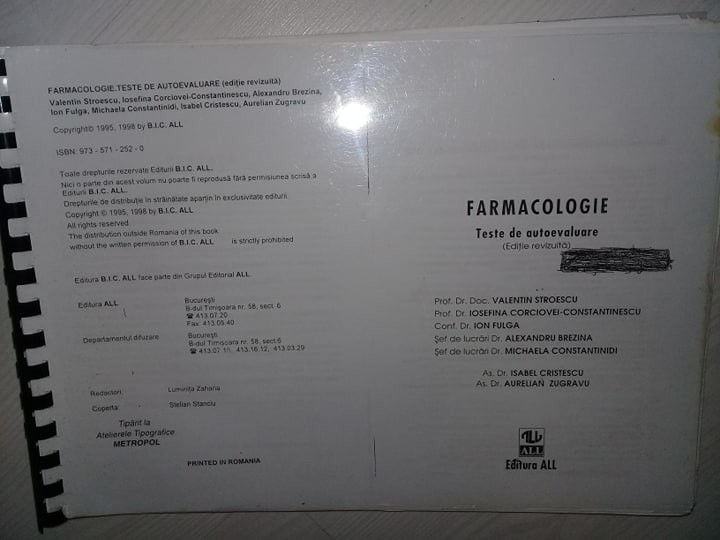 FARMACOLOGIE.TESTE DE AUTOEVALUARE (ediție revizuită)
Valentin Stroescu, Iosefina Corciovei-Constantinescu, Alexandru Brezina,
Ion Fulga, Michaela Constantinidi, Isabel Cristescu, Aurelian Zugravu
Copyright© 1995, 1998 by B.I.C. ALL
ISBN: 973 - 571 - 252 - 0
Toate drepturile rezervate Editurii B.I.C. ALL.
Nici o parte din acest volum nu poarte fi reprodusă fără permisiunea scrisă a
Editurii B.I.C. ALL.
Drepturile de distribuție în străinătate aparțin în exclusivitate editurii.
Copyright © 1995, 1998 by B.I.C. ALL
All rights reserved.
The distribution outside Romania of this book
without the written permission of B.I.C. ALL is strictly prohibited
Editura B.I.C. ALL face parte din Grupul Editorial ALL.
Editura ALL
București
B-dul Timișoara nr. 58, sect. 6
☎ 413.07.20
Fax: 413.05.40
Departamentul difuzare:
București
B-dul Timișoara nr. 58, sect.6
☎ 413.07.15, 413.16.12, 413.03.29
Redactori: Luminița Zaharia
Coperta: Stelian Stanciu
Tipărit la
Atelierele Tipografice
METROPOL
PRINTED IN ROMANIA
FARMACOLOGIE
Teste de autoevaluare
(Ediție revizuită)
Prof. Dr. Doc. VALENTIN STROESCU
Prof. Dr. IOSEFINA CORCIOVEI-CONSTANTINESCU
Conf. Dr. ION FULGA
Șef de lucrări Dr. ALEXANDRU BREZINA
Șef de lucrări Dr. MICHAELA CONSTANTINIDI
As. Dr. ISABEL CRISTESCU
As. Dr. AURELIAN ZUGRAVU
ALL
Editura ALL